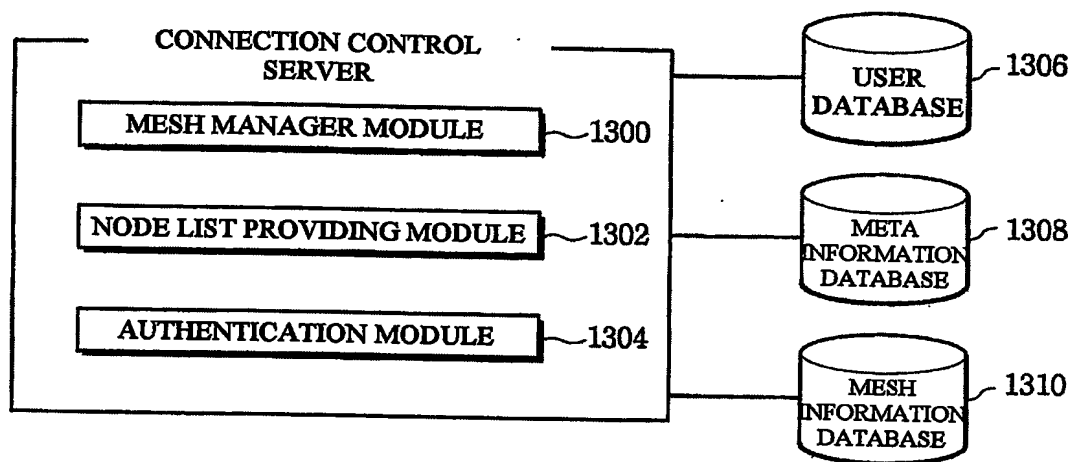 CONNECTION CONTROL
SERVER
MESH MANAGER MODULE
1300
NODE LIST PROVIDING MODULE
1302
AUTHENTICATION MODULE
1304
USER
DATABASE
1306
META
INFORMATION
DATABASE
1308
MESH
INFORMATION
DATABASE
1310